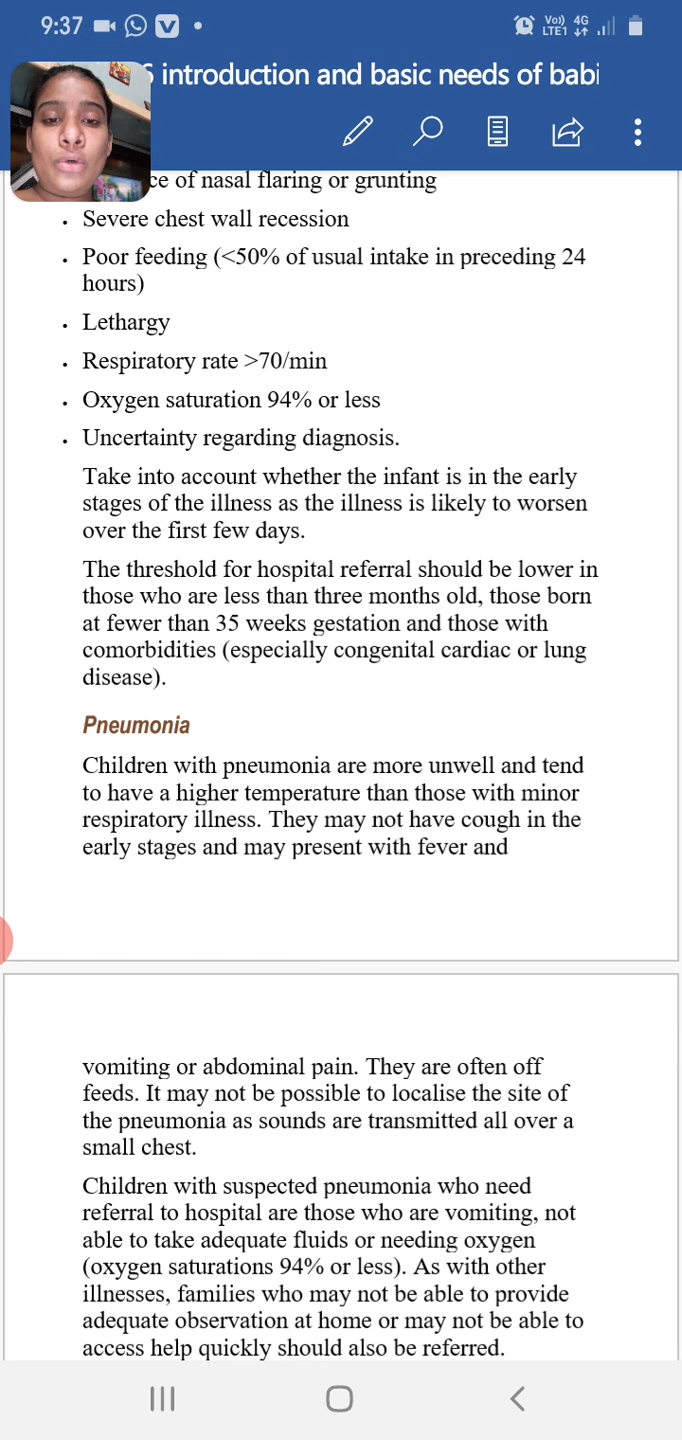 9:37
Vo)) 4G
LTE1
introduction and basic needs of babi
ce of nasal flaring or grunting
• Severe chest wall recession
• Poor feeding (<50% of usual intake in preceding 24
hours)
• Lethargy
• Respiratory rate >70/min
• Oxygen saturation 94% or less
• Uncertainty regarding diagnosis.
Take into account whether the infant is in the early
stages of the illness as the illness is likely to worsen
over the first few days.
The threshold for hospital referral should be lower in
those who are less than three months old, those born
at fewer than 35 weeks gestation and those with
comorbidities (especially congenital cardiac or lung
disease).
Pneumonia
Children with pneumonia are more unwell and tend
to have a higher temperature than those with minor
respiratory illness. They may not have cough in the
early stages and may present with fever and
vomiting or abdominal pain. They are often off
feeds. It may not be possible to localise the site of
the pneumonia as sounds are transmitted all over a
small chest.
Children with suspected pneumonia who need
referral to hospital are those who are vomiting, not
able to take adequate fluids or needing oxygen
(oxygen saturations 94% or less). As with other
illnesses, families who may not be able to provide
adequate observation at home or may not be able to
access help quickly should also be referred.